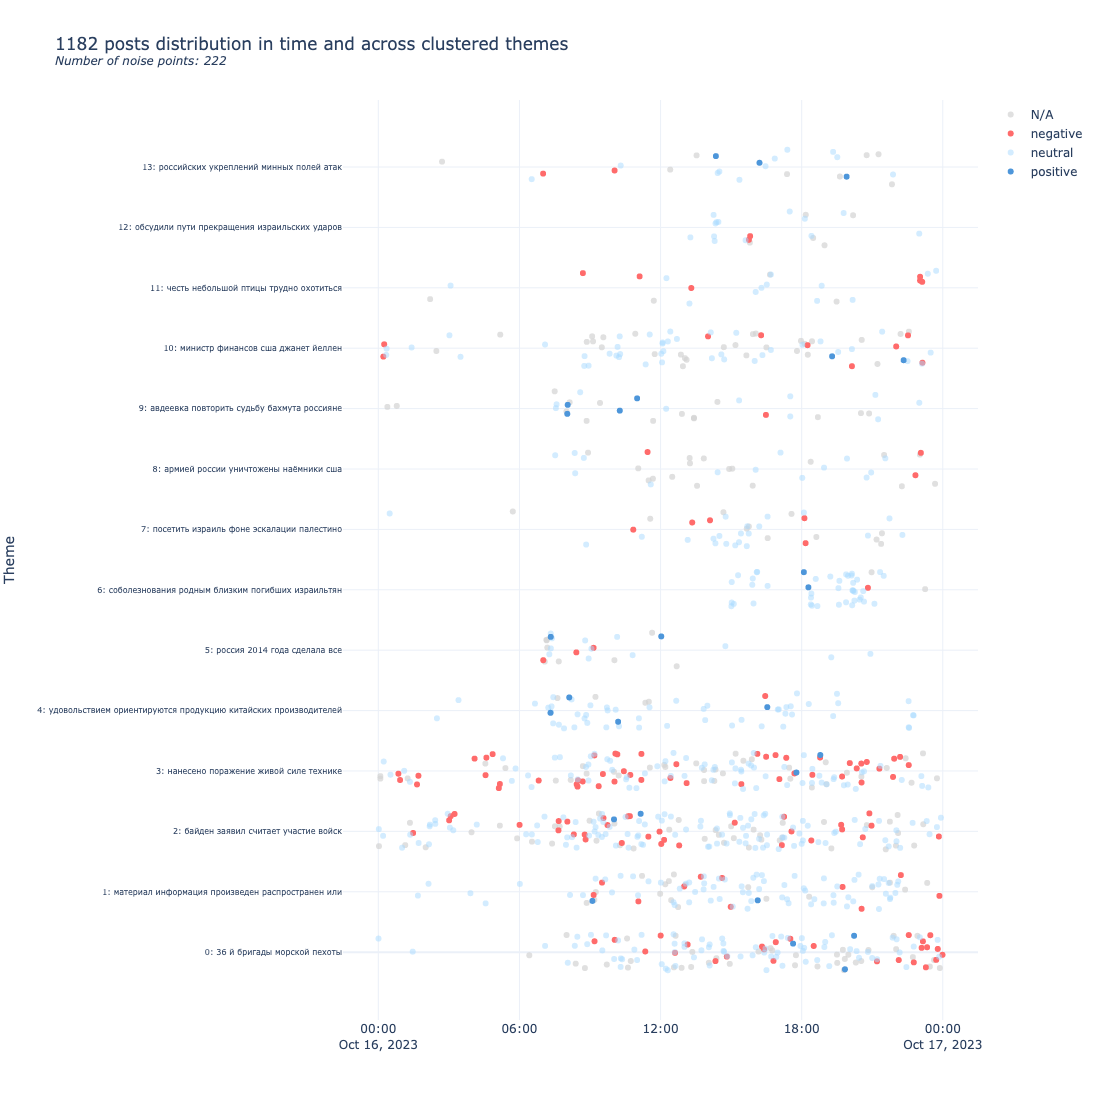 1182 posts distribution in time and across clustered themes
Number of noise points: 222
N/A
negative
neutral
positive
13: российских укреплений минных полей атак
12: обсудили пути прекращения израильских ударов
11: честь небольшой птицы трудно охотиться
10: министр финансов сша джанет йеллен
9: авдеевка повторить судьбу бахмута россияне
8: армией россии уничтожены наёмники сша
7: посетить израиль фоне эскалации палестино
6: соболезнования родным близким погибших израильтян
5: россия 2014 года сделала все
4: удовольствием ориентируются продукцию китайских производителей
3: нанесено поражение живой силе технике
2: байден заявил считает участие войск
1: материал информация произведен распространен или
0: 36 й бригады морской пехоты
Theme
00:00
06:00
12:00
18:00
00:00
Oct 16, 2023
Oct 17, 2023